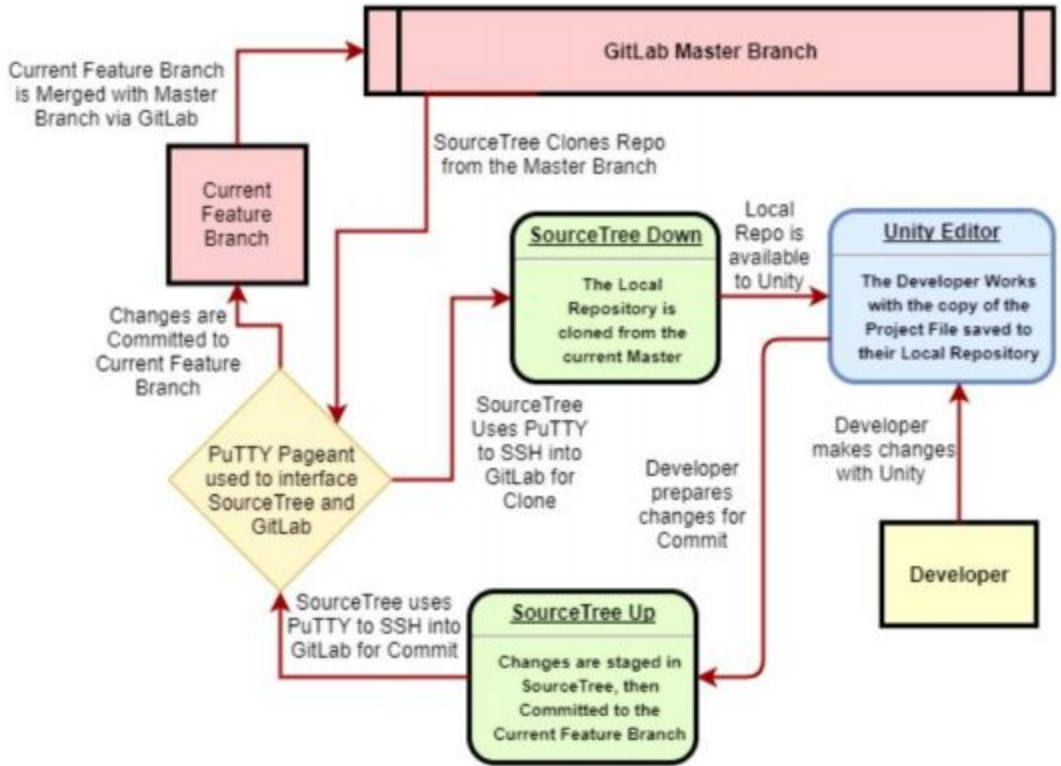 GitLab Master Branch
Current Feature Branch
is Merged with Master
Branch via GitLab
SourceTree Clones Repo
from the Master Branch
Current
Feature
Branch
SourceTree Down
The Local
Repository is
cloned from the
current Master
Local
Repo is
available
to Unity
Unity Editor
The Developer Works
with the copy of the
Project File saved to
their Local Repository
Changes are
Committed to
Current Feature
Branch
SourceTree
Uses PuTTY
to SSH into
GitLab for
Clone
PuTTY Pageant
used to interface
SourceTree and
GitLab
Developer
makes changes
with Unity
Developer
prepares
changes for
Commit
Developer
SourceTree uses
PuTTY to SSH into
GitLab for Commit
SourceTree Up
Changes are staged in
SourceTree, then
Committed to the
Current Feature Branch